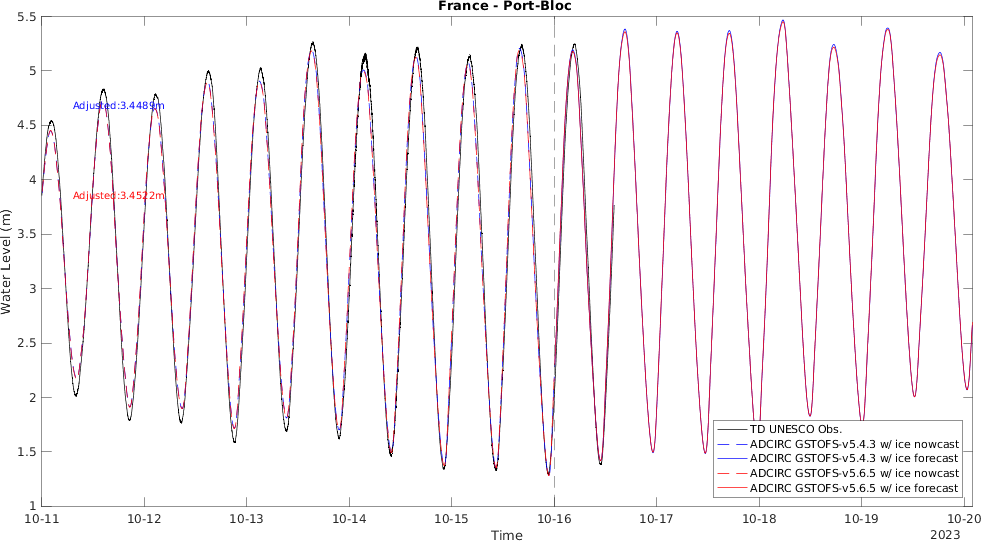 France - Port-Bloc
5.5
5
4.5
4
3.5
3
2.5
2
1.5
1
Water Level (m)
Adjusted:3.4489m
Adjusted:3.4522m
TD UNESCO Obs.
ADCIRC GSTOFS-v5.4.3 w/ ice nowcast
ADCIRC GSTOFS-v5.4.3 w/ ice forecast
ADCIRC GSTOFS-v5.6.5 w/ ice nowcast
ADCIRC GSTOFS-v5.6.5 w/ ice forecast
10-11 10-12 10-13 10-14 10-15 10-16 10-17 10-18 10-19 10-20
2023
Time